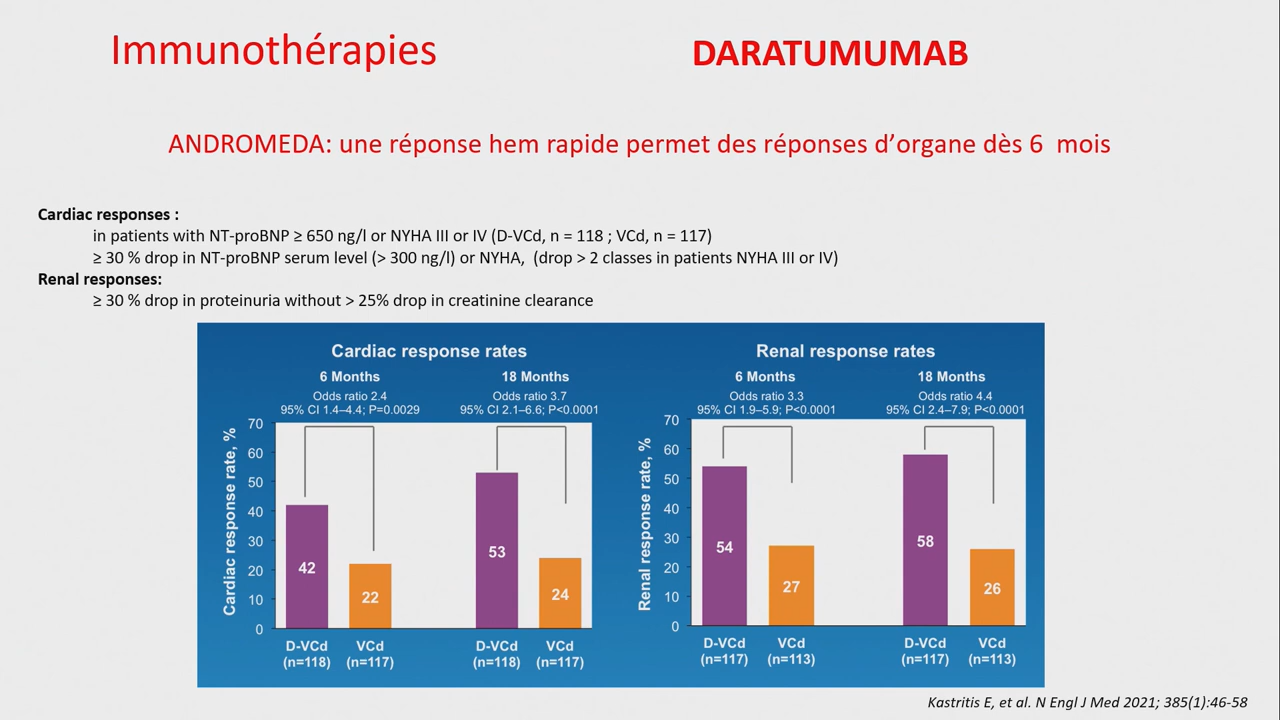 Immunothérapies
DARATUMUMAB
ANDROMEDA: une réponse hem rapide permet des réponses d’organe dès 6  mois
Cardiac responses :
in patients with NT-proBNP ≥ 650 ng/l or NYHA III or IV (D-VCd, n = 118 ; VCd, n = 117)
≥ 30 % drop in NT-proBNP serum level (> 300 ng/l) or NYHA,  (drop > 2 classes in patients NYHA III or IV)
Renal responses:
≥ 30 % drop in proteinuria without > 25% drop in creatinine clearance
Cardiac response rates
6 Months
Odds ratio 2.4
95% CI 1.4–4.4; P=0.0029
18 Months
Odds ratio 3.7
95% CI 2.1–6.6; P<0.0001
Cardiac response rate, %
70
60
50
40
30
20
10
0
42
22
53
24
D-VCd
(n=118)
VCd
(n=117)
D-VCd
(n=118)
VCd
(n=117)
Renal response rates
6 Months
Odds ratio 3.3
95% CI 1.9–5.9; P<0.0001
18 Months
Odds ratio 4.4
95% CI 2.4–7.9; P<0.0001
Renal response rate, %
70
60
50
40
30
20
10
0
54
27
58
26
D-VCd
(n=117)
VCd
(n=113)
D-VCd
(n=117)
VCd
(n=113)
Kastritis E, et al. N Engl J Med 2021; 385(1):46-58